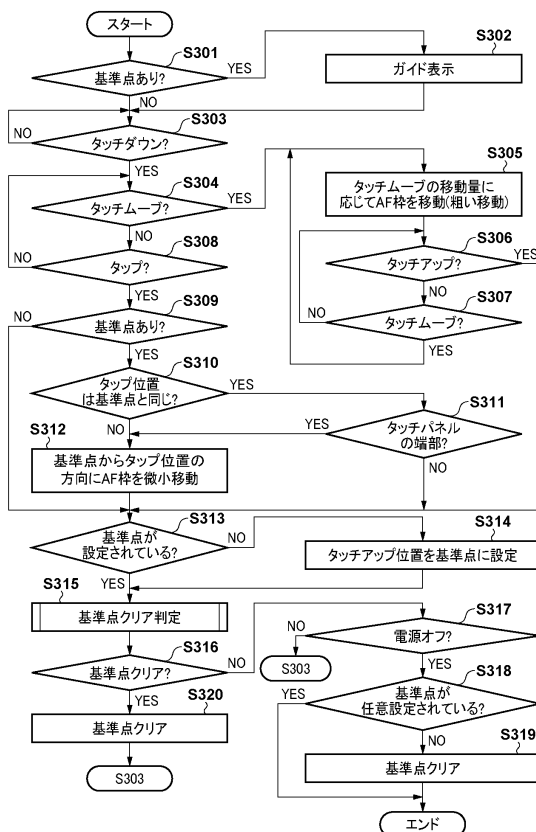 スタート
S301
基準点あり?
YES
NO
S302
ガイド表示
S303
タッチダウン?
NO
YES
S304
タッチムーブ?
YES
NO
S305
タッチムーブの移動量に
応じてAF枠を移動(粗い移動)
S306
タッチアップ?
YES
NO
S307
タッチムーブ?
NO
YES
S308
タップ?
NO
YES
S309
基準点あり?
NO
YES
S310
タップ位置
は基準点と同じ?
YES
NO
S311
タッチパネル
の端部?
YES
NO
S312
基準点からタップ位置の
方向にAF枠を微小移動
S313
基準点が
設定されている?
NO
YES
S314
タッチアップ位置を基準点に設定
S315
基準点クリア判定
S316
基準点クリア?
NO
YES
S317
電源オフ?
NO
YES
S303
S318
基準点が
任意設定されている?
YES
NO
S319
基準点クリア
エンド
S320
基準点クリア
S303